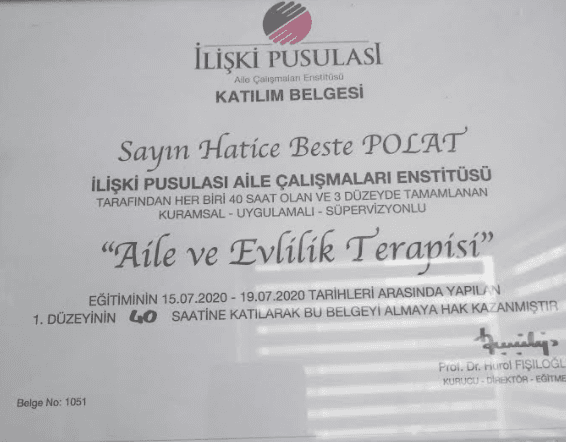 İLİŞKİ PUSULASI
Aile Çalışmaları Enstitüsü
KATILIM BELGESİ
Sayın Hatice Beste POLAT
İLİŞKİ PUSULASI AİLE ÇALIŞMALARI ENSTİTÜSÜ
TARAFINDAN HER BİRİ 40 SAAT OLAN VE 3 DÜZEYDE TAMAMLANAN
KURAMSAL - UYGULAMALI - SÜPERVİZYONLU
“Aile ve Evlilik Terapisi”
EĞİTİMİNİN 15.07.2020 - 19.07.2020 TARİHLERİ ARASINDA YAPILAN
1. DÜZEYİNİN 40 SAATİNE KATILARAK BU BELGEYİ ALMAYA HAK KAZANMIŞTIR
Prof. Dr. Hürol FIŞILOĞL
KURUCU - DİREKTÖR - EĞİTME
Belge No: 1051